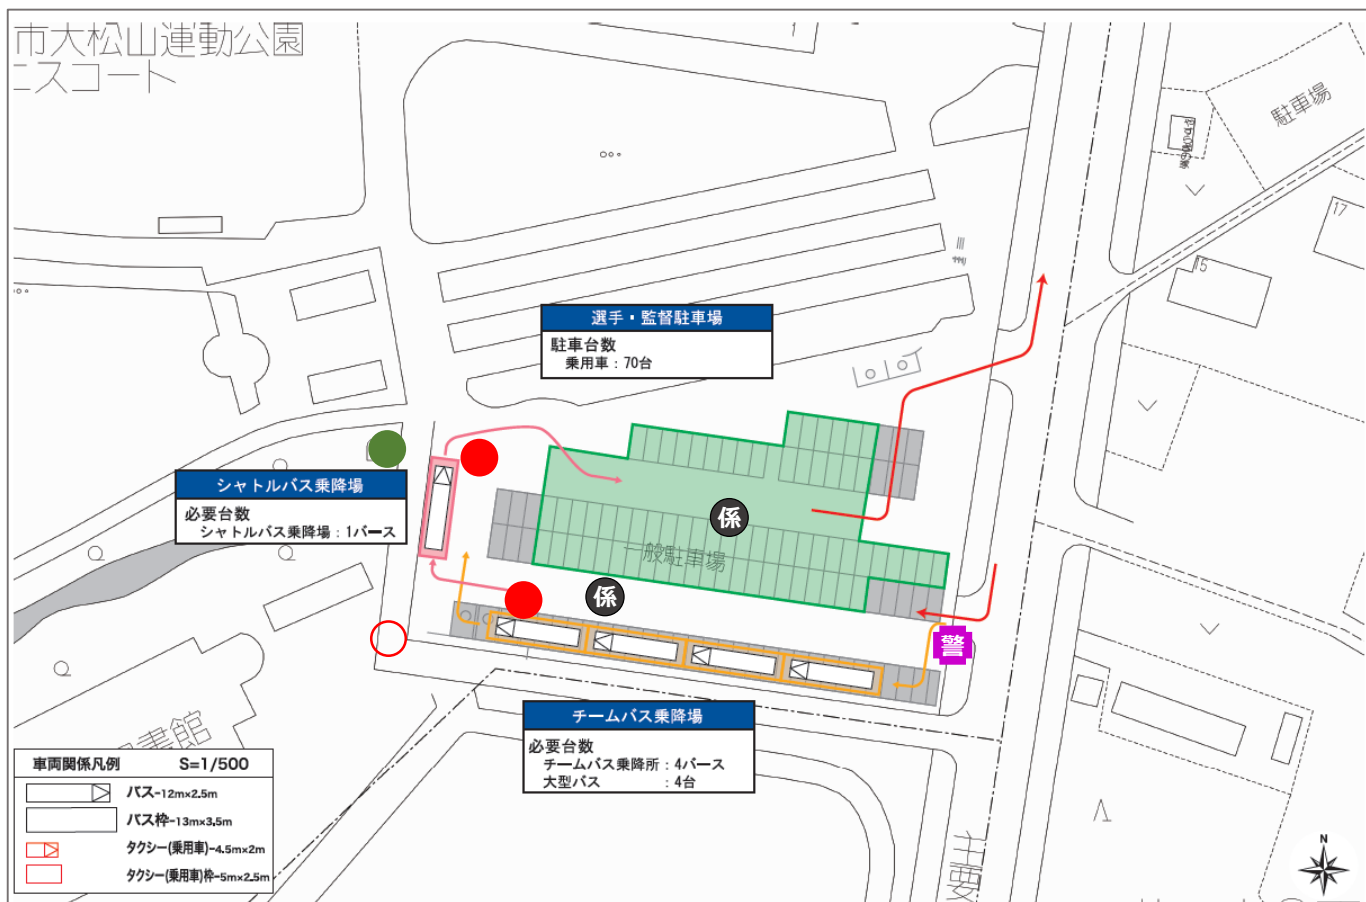 市大松山運動公園
ニスコート
駐車場
17
15
選手・監督駐車場
駐車台数
乗用車：70台
シャトルバス乗降場
必要台数
シャトルバス乗降場：1バース
係
一般駐車場
係
警
チームバス乗降場
必要台数
チームバス乗降所：4バース
大型バス　　　　：4台
書館
車両関係凡例　S=1/500
バス-12m×2.5m
バス枠-13m×3.5m
タクシー(乗用車)-4.5m×2m
タクシー(乗用車)枠-5m×2.5m
主要
N